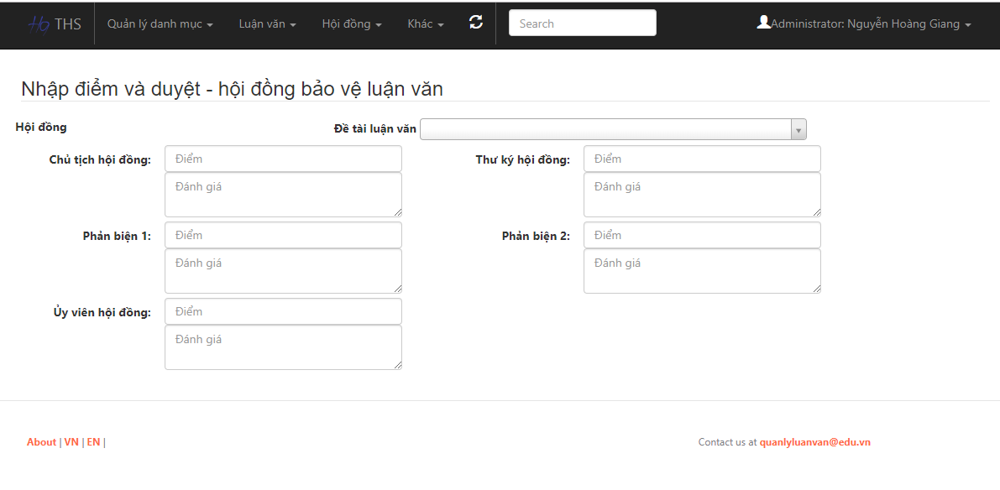 HG THS Quản lý danh mục Luận văn Hội đồng Khác Search Administrator: Nguyễn Hoàng Giang
Nhập điểm và duyệt - hội đồng bảo vệ luận văn
Hội đồng Đề tài luận văn
Chủ tịch hội đồng: Điểm Thư ký hội đồng: Điểm
Đánh giá Đánh giá
Phản biện 1: Điểm Phản biện 2: Điểm
Đánh giá Đánh giá
Ủy viên hội đồng: Điểm
Đánh giá
About | VN | EN | Contact us at quanlyluanvan@edu.vn